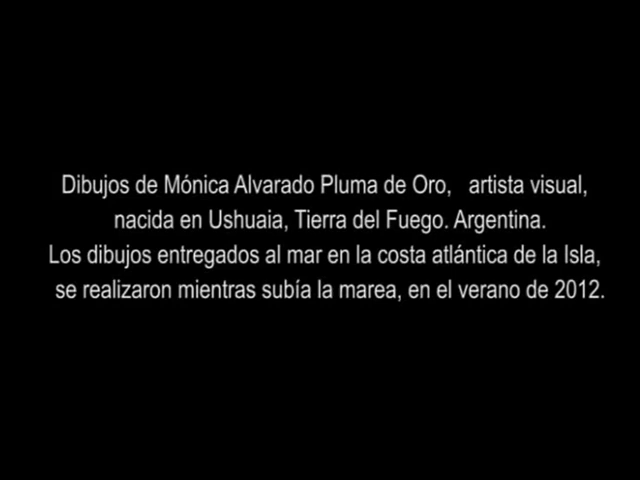 Dibujos de Mónica Alvarado Pluma de Oro, artista visual,
nacida en Ushuaia, Tierra del Fuego. Argentina.
Los dibujos entregados al mar en la costa atlántica de la Isla,
se realizaron mientras subía la marea, en el verano de 2012.